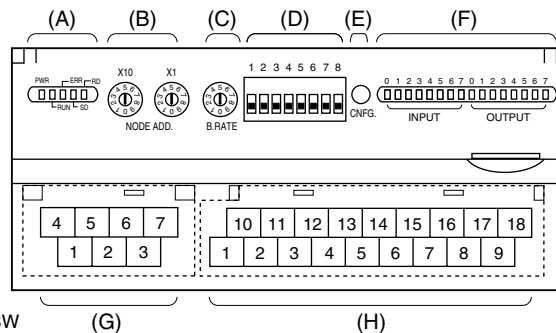 (A) (B) (C) (D) (E) (F)
PWR ERR RD X10 X1 1 2 3 4 5 6 7 8 0 1 2 3 4 5 6 7 0 1 2 3 4 5 6 7
RUN SD NODE ADD. B.RATE CNFG. INPUT OUTPUT
4 5 6 7 10 11 12 13 14 15 16 17 18
1 2 3 1 2 3 4 5 6 7 8 9
(G) (H)